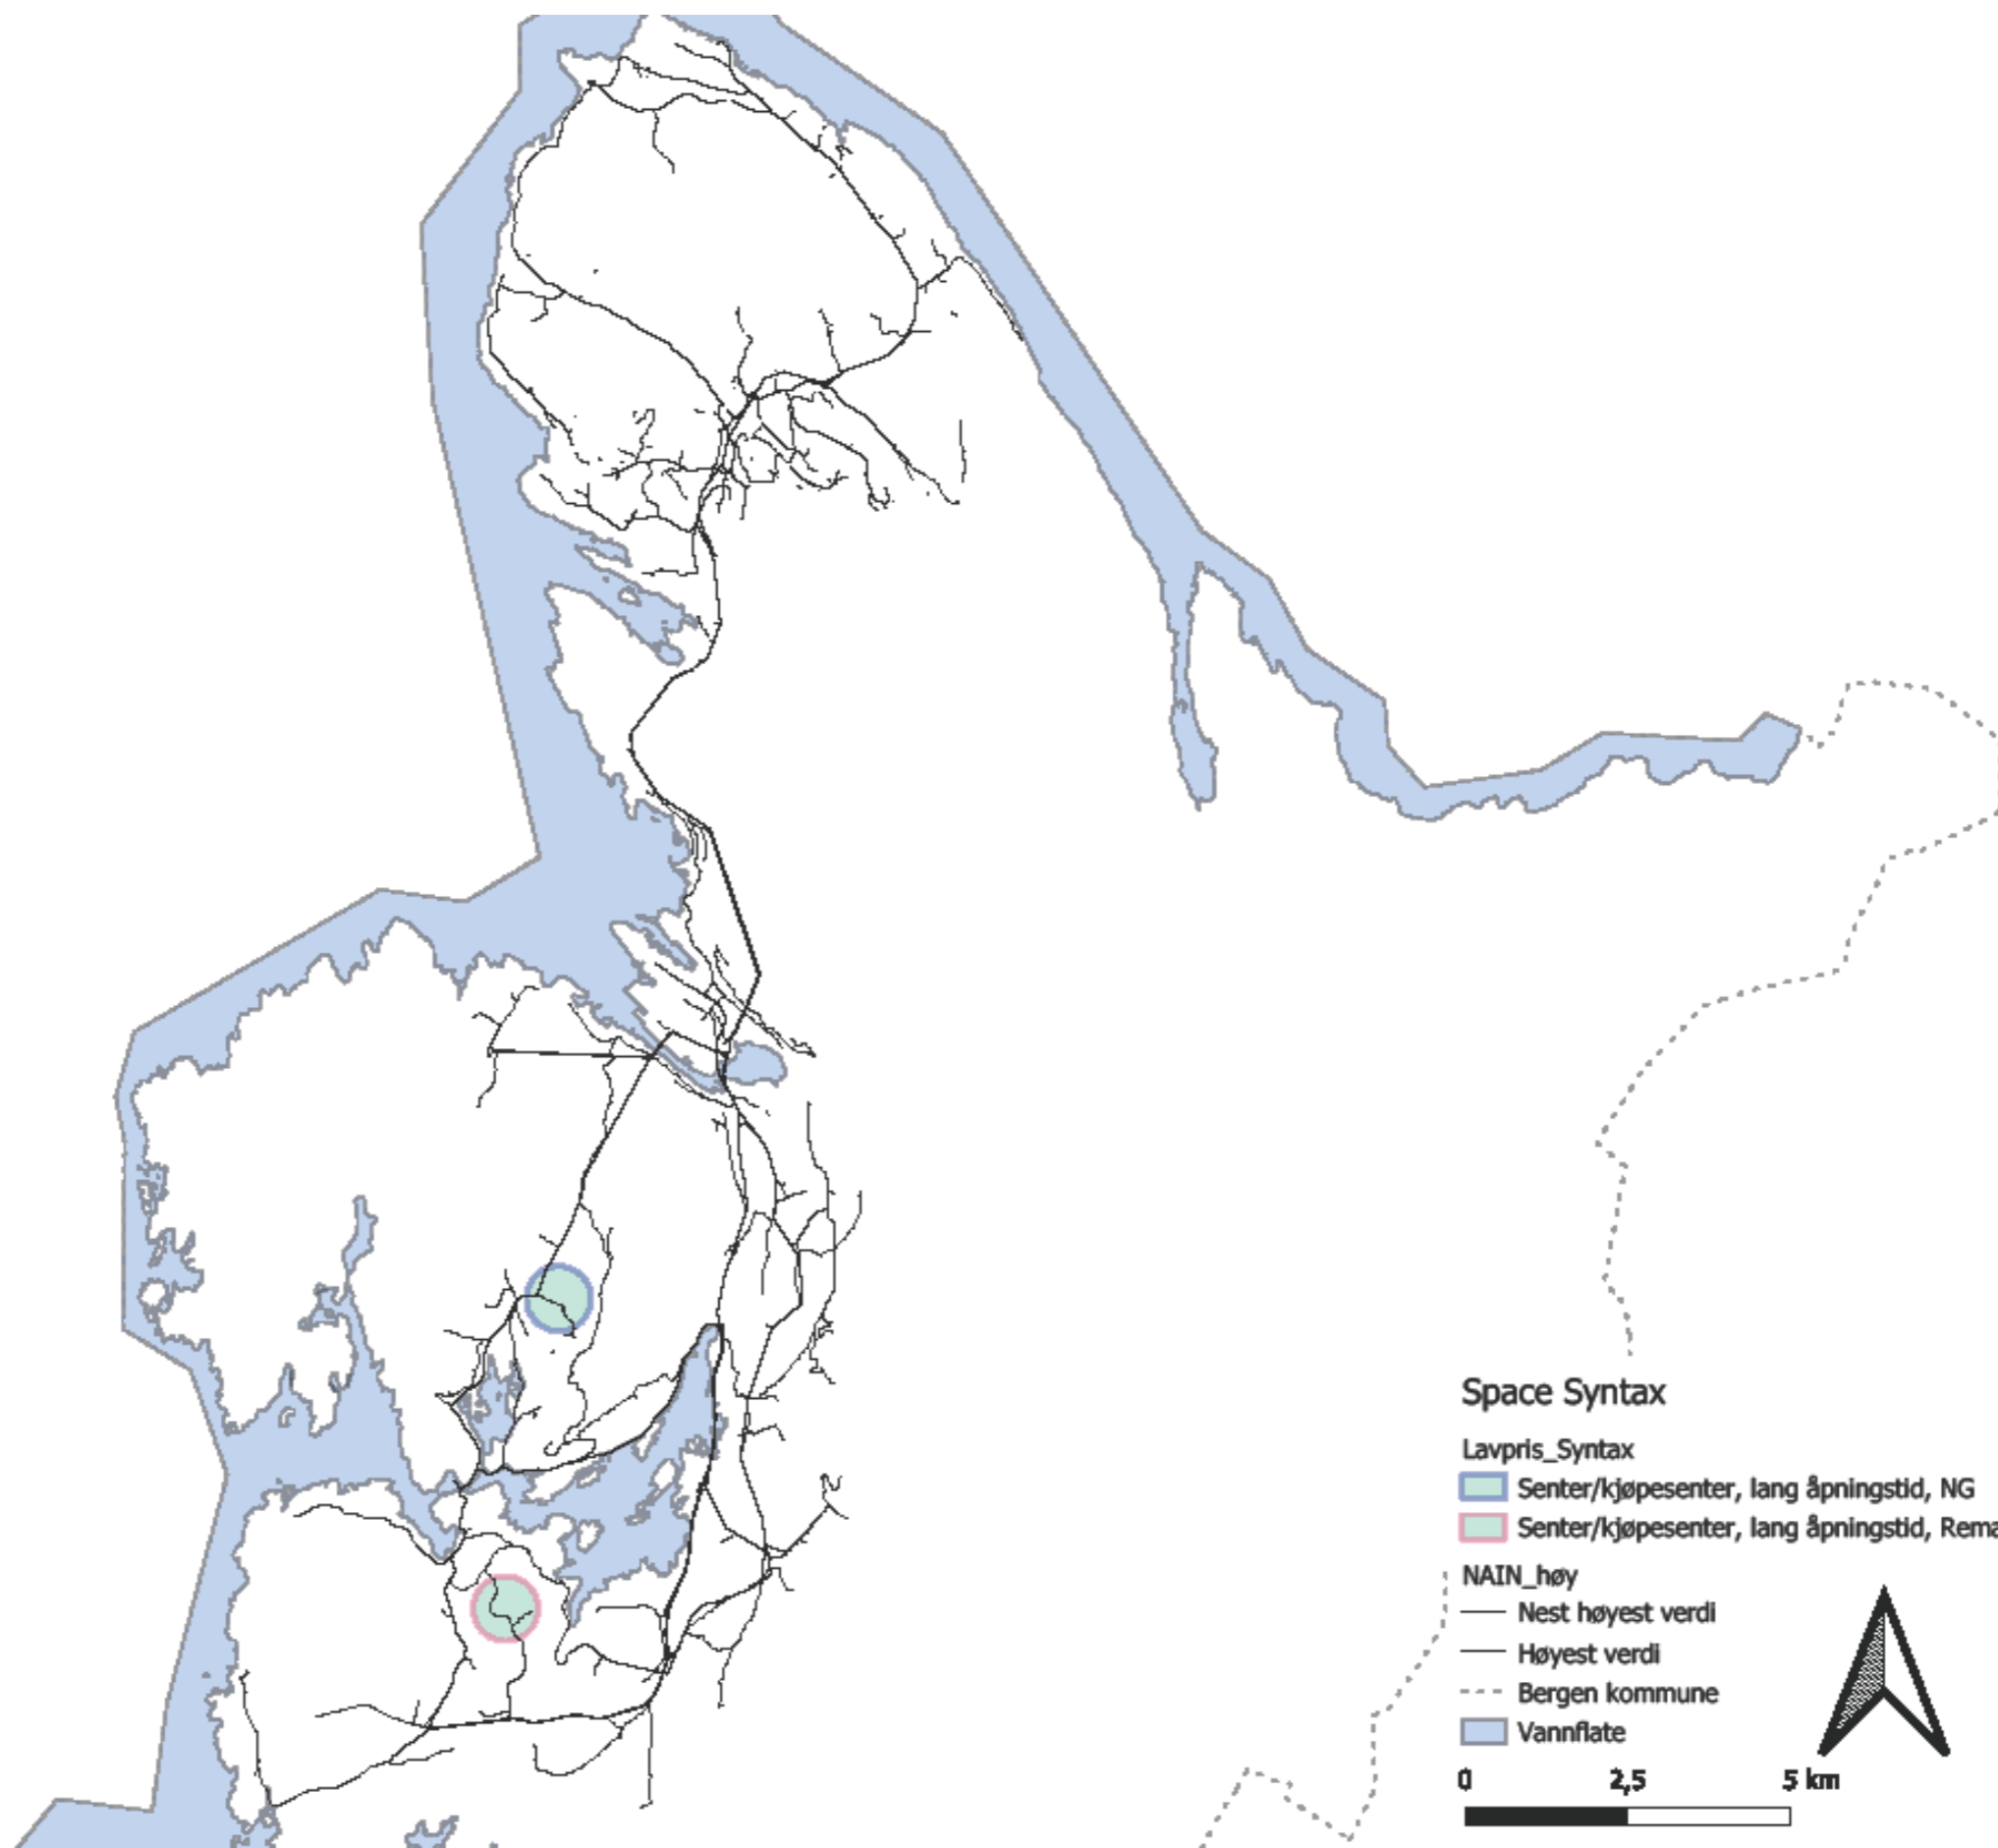 Space Syntax
Lavpris_Syntax
Senter/kjøpesenter, lang åpningstid, NG
Senter/kjøpesenter, lang åpningstid, Rema
NAIN_høy
Nest høyest verdi
Høyest verdi
Bergen kommune
Vannflate
0 2,5 5 km